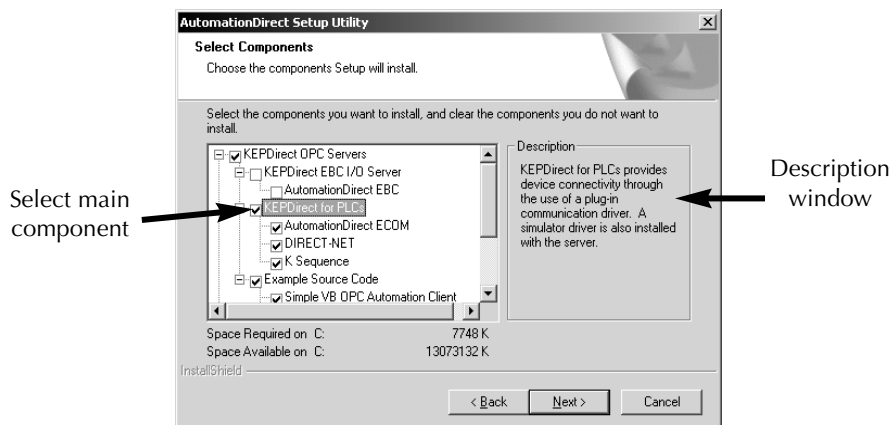 AutomationDirect Setup Utility
Select Components
Choose the components Setup will install.
Select the components you want to install, and clear the components you do not want to
install.
KEPDirect OPC Servers
KEPDirect EBC I/O Server
AutomationDirect EBC
KEPDirect for PLCs
AutomationDirect ECOM
DIRECT-NET
K Sequence
Example Source Code
Simple VB OPC Automation Client
Description
KEPDirect for PLCs provides
device connectivity through
the use of a plug-in
communication driver. A
simulator driver is also installed
with the server.
Select main
component
Description
window
Space Required on C: 7748 K
Space Available on C: 13073132 K
InstallShield
< Back
Next >
Cancel